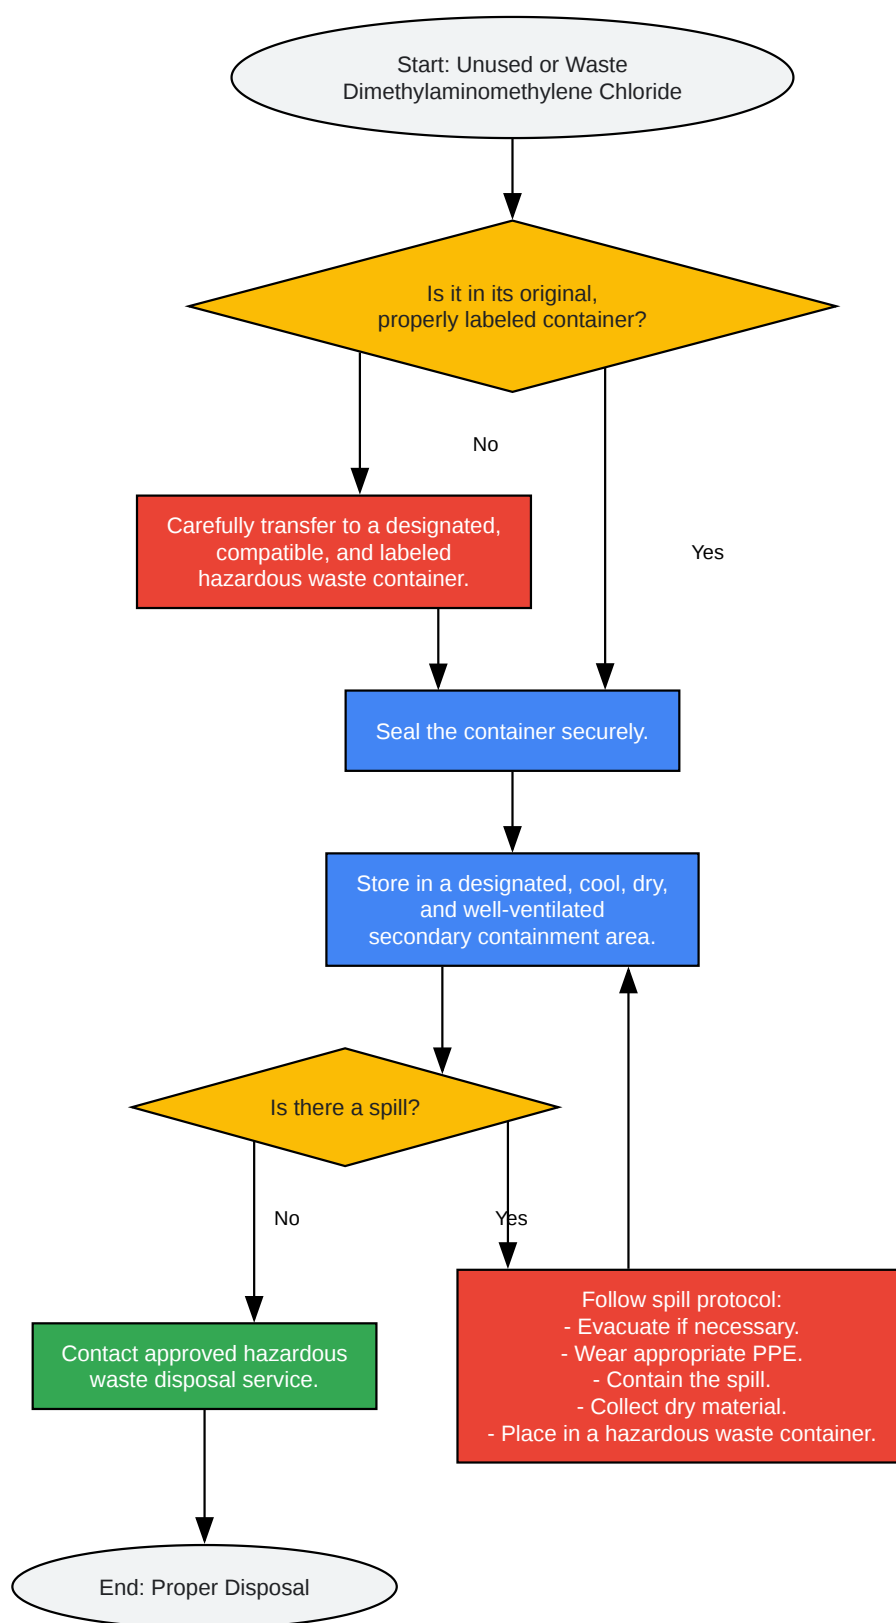 Start: Unused or Waste
Dimethylaminomethylene Chloride
Is it in its original,
properly labeled container?
No
Carefully transfer to a designated,
compatible, and labeled
hazardous waste container.
Yes
Seal the container securely.
Store in a designated, cool, dry,
and well-ventilated
secondary containment area.
Is there a spill?
No
Yes
Follow spill protocol:
- Evacuate if necessary.
- Wear appropriate PPE.
- Contain the spill.
- Collect dry material.
- Place in a hazardous waste container.
Contact approved hazardous
waste disposal service.
End: Proper Disposal